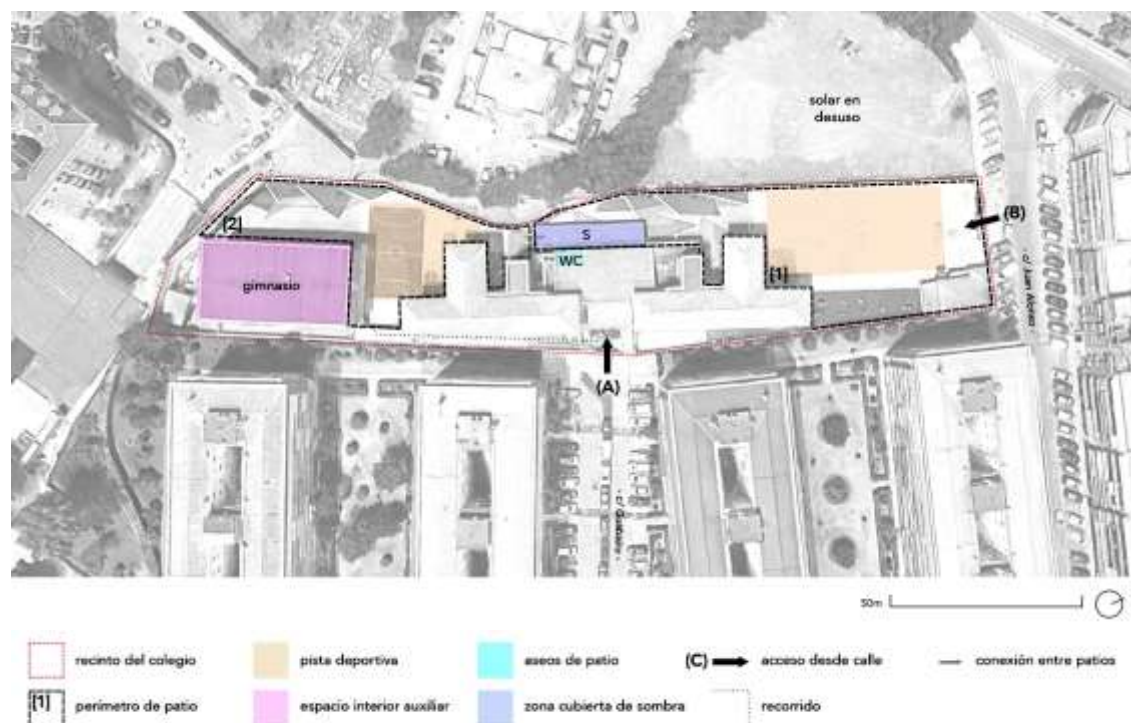 solar en
desuso
[2]
S
(B)
WC
[1]
gimnasio
c/ Juan Alonso
(A)
50m
recinto del colegio
pista deportiva
aseos de patio
(C)
acceso desde calle
conexión entre patios
[1]
perímetro de patio
espacio interior auxiliar
zona cubierta de sombra
recorrido